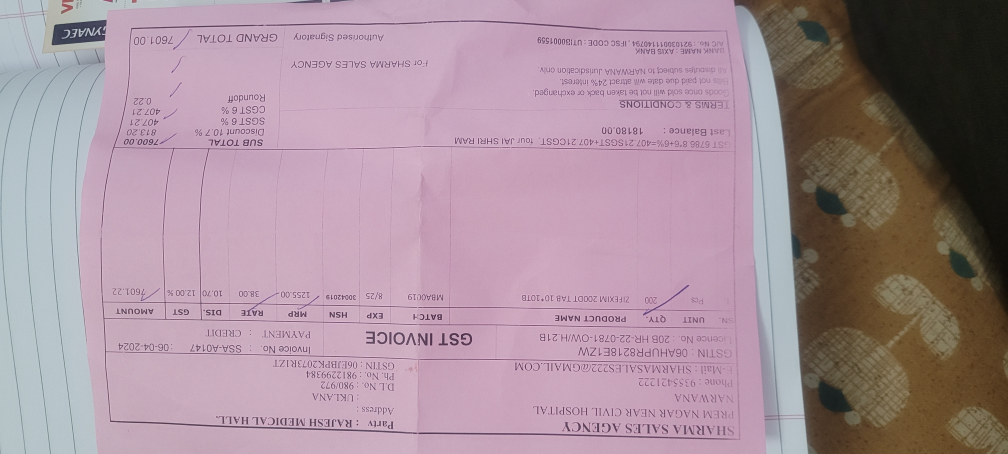 SHARMA SALES AGENCY
PREM NAGAR NEAR CIVIL HOSPITAL
NARWANA
Phone : 9355421222
E-Mail : SHARMASALES222@GMAIL.COM
GSTIN : 06AHUPR8218E1ZW
Licence No : 20B HR-22-0781-OW/H 21B
Party : RAJESH MEDICAL HALL.
Address :
: UKLANA
D.L No. : 980/972
Ph. No. : 9812299384
GSTIN : 06EJBPK2073R1ZT
GST INVOICE
Invoice No : SSA-A0147 : 06-04-2024
PAYMENT : CREDIT
SN. UNIT QTY. PRODUCT NAME BATCH EXP HSN MRP RATE DIS. GST AMOUNT
Pcs 200 ZIFEXIM 200DT TAB 10*10TB MBA0019 8/25 30042019 1255.00 38.00 10.70 12.00 % 7601.22
GST 6786.8*6+6%=407.21SGST+407.21CGST, Your JAI SHRI RAM
Last Balance : 18180.00
SUB TOTAL 7600.00
Discount 10.7 % 813.20
SGST 6 % 407.21
CGST 6 % 407.21
Roundoff 0.22
TERMS & CONDITIONS
Goods once sold will not be taken back or exchanged
Bills not paid due date will attract 24% interest.
All disputes subject to NARWANA Jurisdication only.
For SHARMA SALES AGENCY
BANK NAME : AXIS BANK
A/C No. : 921030011140794, IFSC CODE : UTIB0001559
Authorised Signatory
GRAND TOTAL 7601.00
GYNAEC